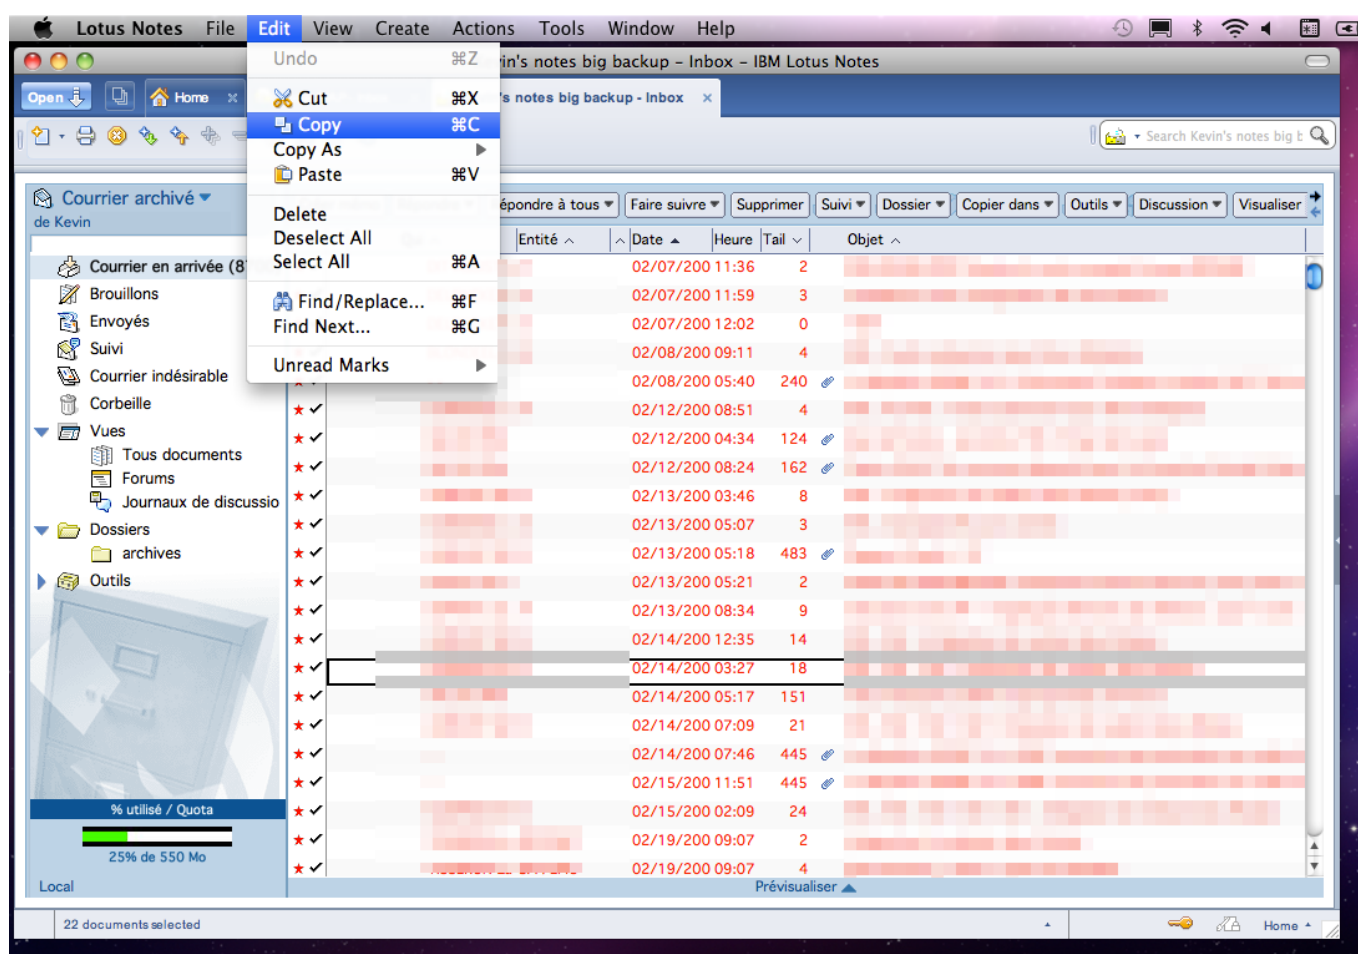 Lotus Notes File Edit View Create Actions Tools Window Help
in's notes big backup – Inbox – IBM Lotus Notes
Open Home 's notes big backup - Inbox
Search Kevin's notes big
Undo ⌘Z
Cut ⌘X
Copy ⌘C
Copy As
Paste ⌘V
Delete
Deselect All
Select All ⌘A
Find/Replace... ⌘F
Find Next... ⌘G
Unread Marks
Courrier archivé
de Kevin
Courrier en arrivée (8
Brouillons
Envoyés
Suivi
Courrier indésirable
Corbeille
Vues
Tous documents
Forums
Journaux de discussio
Dossiers
archives
Outils
% utilisé / Quota
25% de 550 Mo
Local
épondre à tous Faire suivre Supprimer Suivi Dossier Copier dans Outils Discussion Visualiser
Entité Date Heure Tail Objet
02/07/200 11:36 2
02/07/200 11:59 3
02/07/200 12:02 0
02/08/200 09:11 4
02/08/200 05:40 240
02/12/200 08:51 4
02/12/200 04:34 124
02/12/200 08:24 162
02/13/200 03:46 8
02/13/200 05:07 3
02/13/200 05:18 483
02/13/200 05:21 2
02/13/200 08:34 9
02/14/200 12:35 14
02/14/200 03:27 18
02/14/200 05:17 151
02/14/200 07:09 21
02/14/200 07:46 445
02/15/200 11:51 445
02/15/200 02:09 24
02/19/200 09:07 2
02/19/200 09:07 4
Prévisualiser
22 documents selected Home